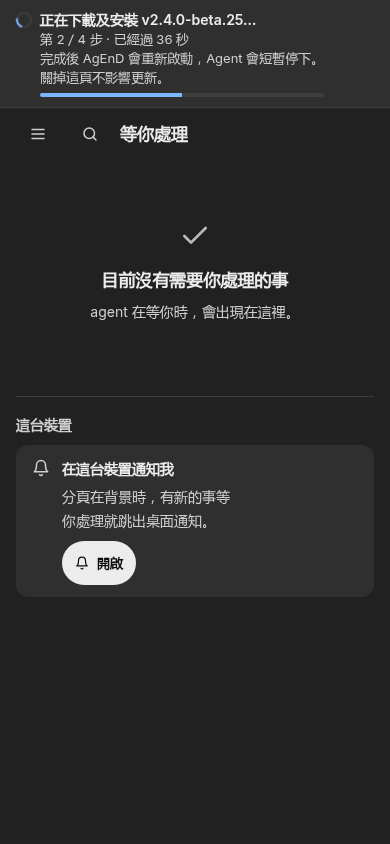 正在下載及安裝 v2.4.0-beta.25...
第 2 / 4 步 · 已經過 36 秒
完成後 AgEnD 會重新啟動，Agent 會短暫停下。
關掉這頁不影響更新。
等你處理
目前沒有需要你處理的事
agent 在等你時，會出現在這裡。
這台裝置
在這台裝置通知我
分頁在背景時，有新的事等
你處理就跳出桌面通知。
開啟